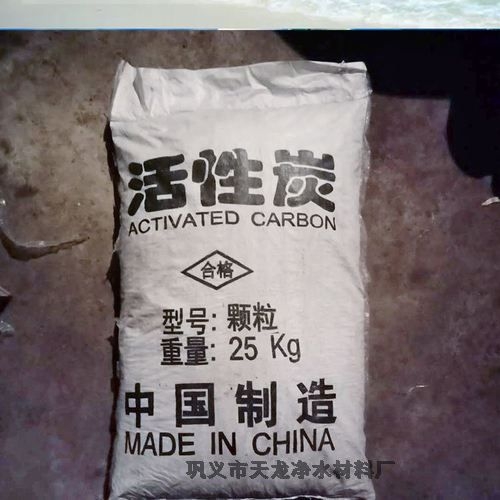 活性炭
ACTIVATED CARBON
合格
型号: 颗粒
重量: 25 Kg
中国制造
MADE IN CHINA
巩义市天龙净水材料厂